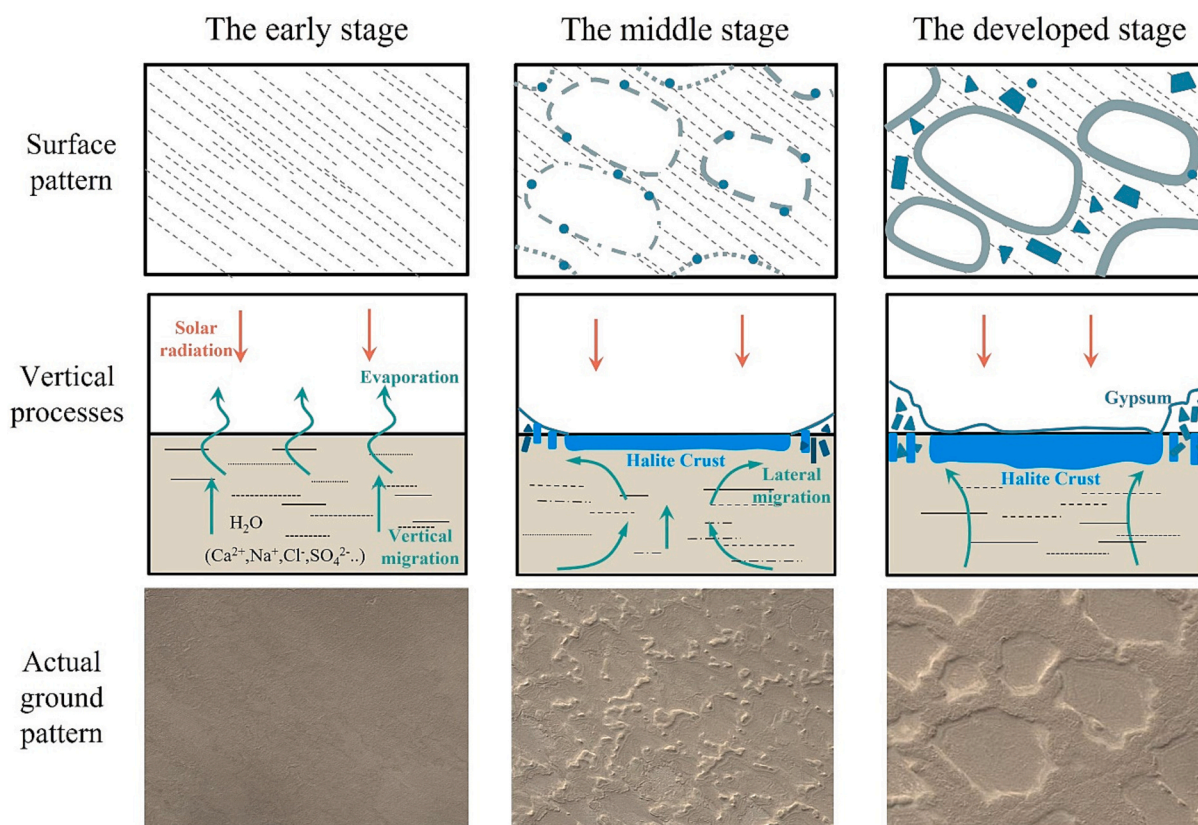 The early stage
The middle stage
The developed stage
Surface
pattern
Vertical
processes
Solar
radiation
Evaporation
H₂O
(Ca²⁺,Na⁺,Cl⁻,SO₄²⁻..)
Vertical
migration
Halite Crust
Lateral
migration
Gypsum
Halite Crust
Actual
ground
pattern